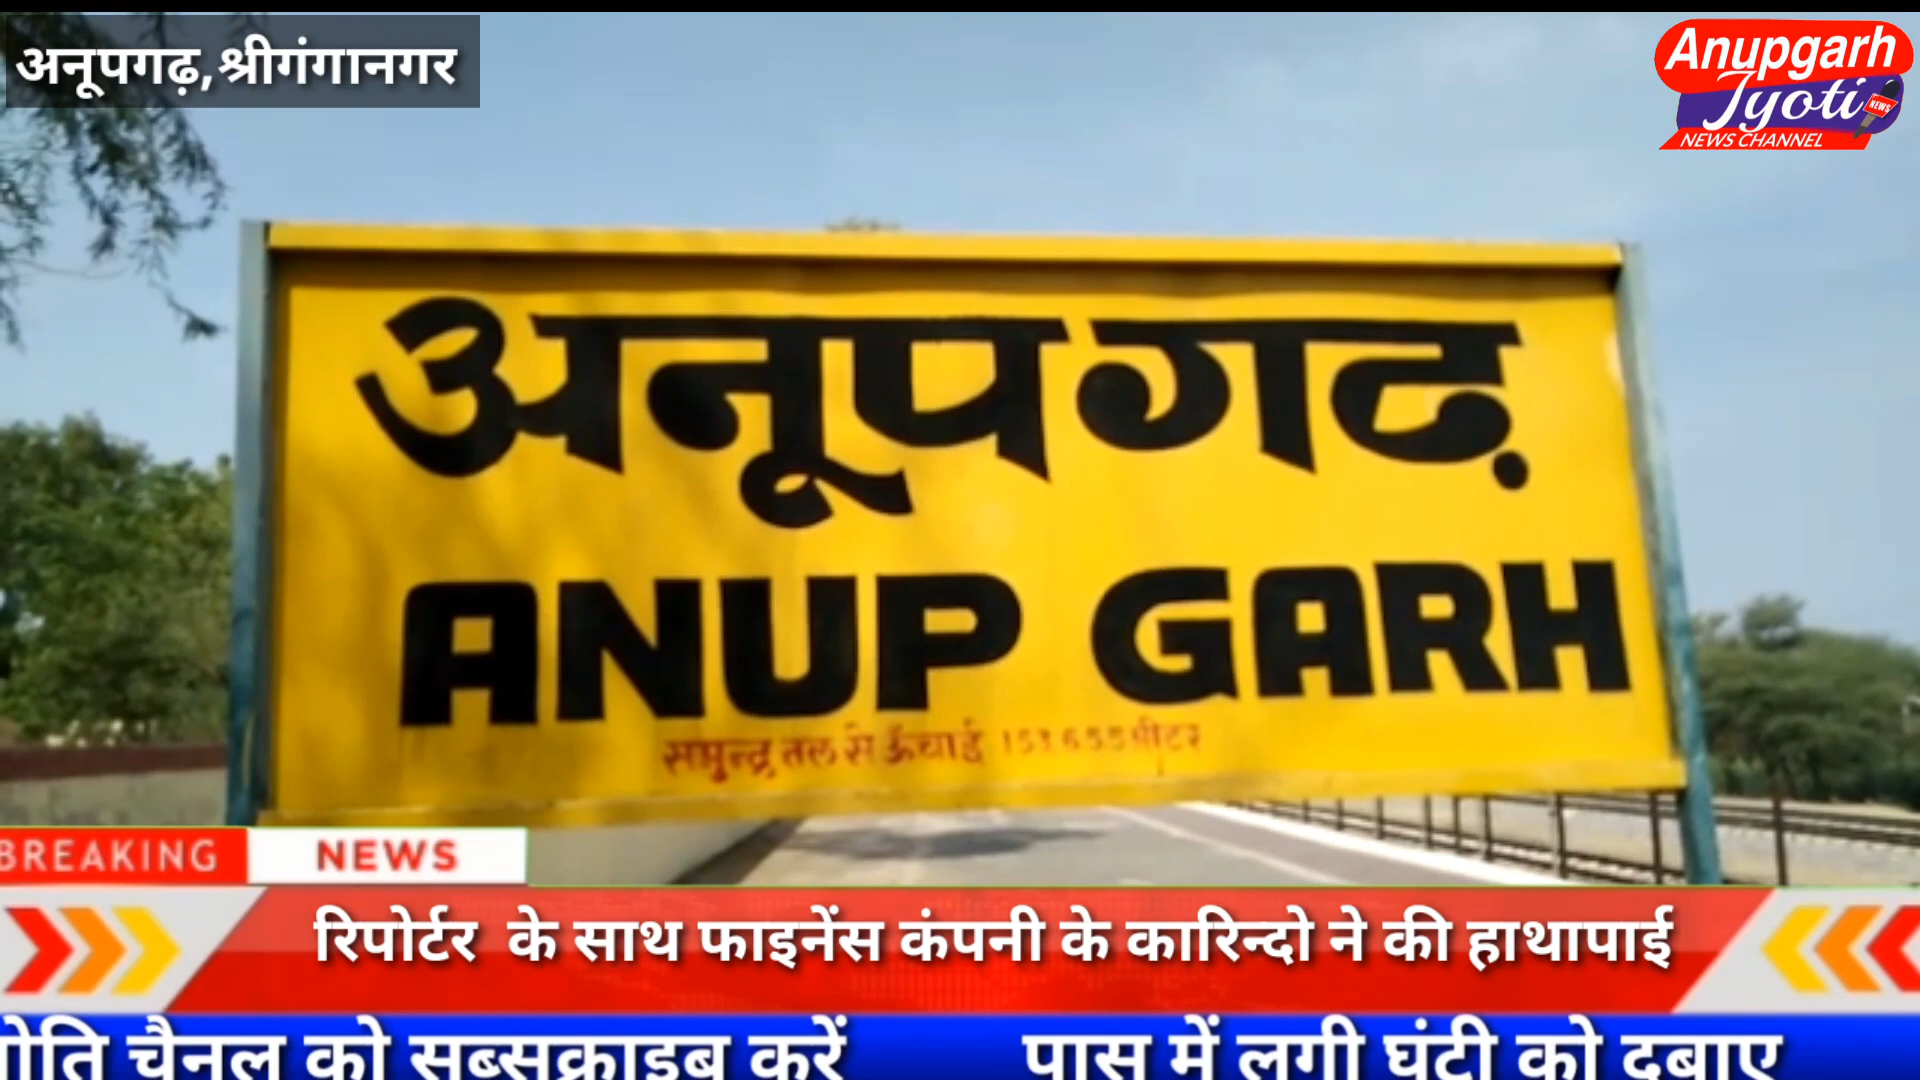 अनूपगढ़,श्रीगंगानगर
Anupgarh
Jyoti
NEWS
NEWS CHANNEL
अनूपगढ़
ANUP GARH
समुन्द्र तल से ऊँचाई
BREAKING NEWS
रिपोर्टर के साथ फाइनेंस कंपनी के कारिन्दो ने की हाथापाई
चैनल को सब्सक्राइब करें पास में लगी घंटी को दबाए